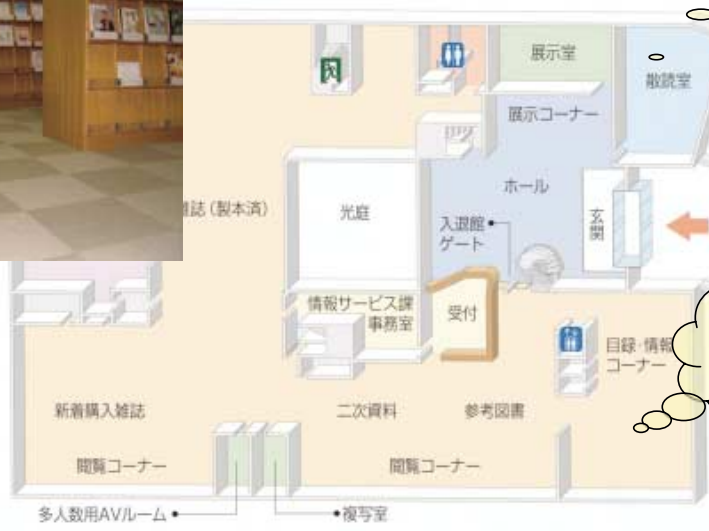 展示室
散読室
展示コーナー
ホール
雑誌(製本済)
光庭
入退館
ゲート
玄関
情報サービス課
事務室
受付
目録・情報
コーナー
新着購入雑誌
二次資料
参考図書
閲覧コーナー
閲覧コーナー
多人数用AVルーム
複写室